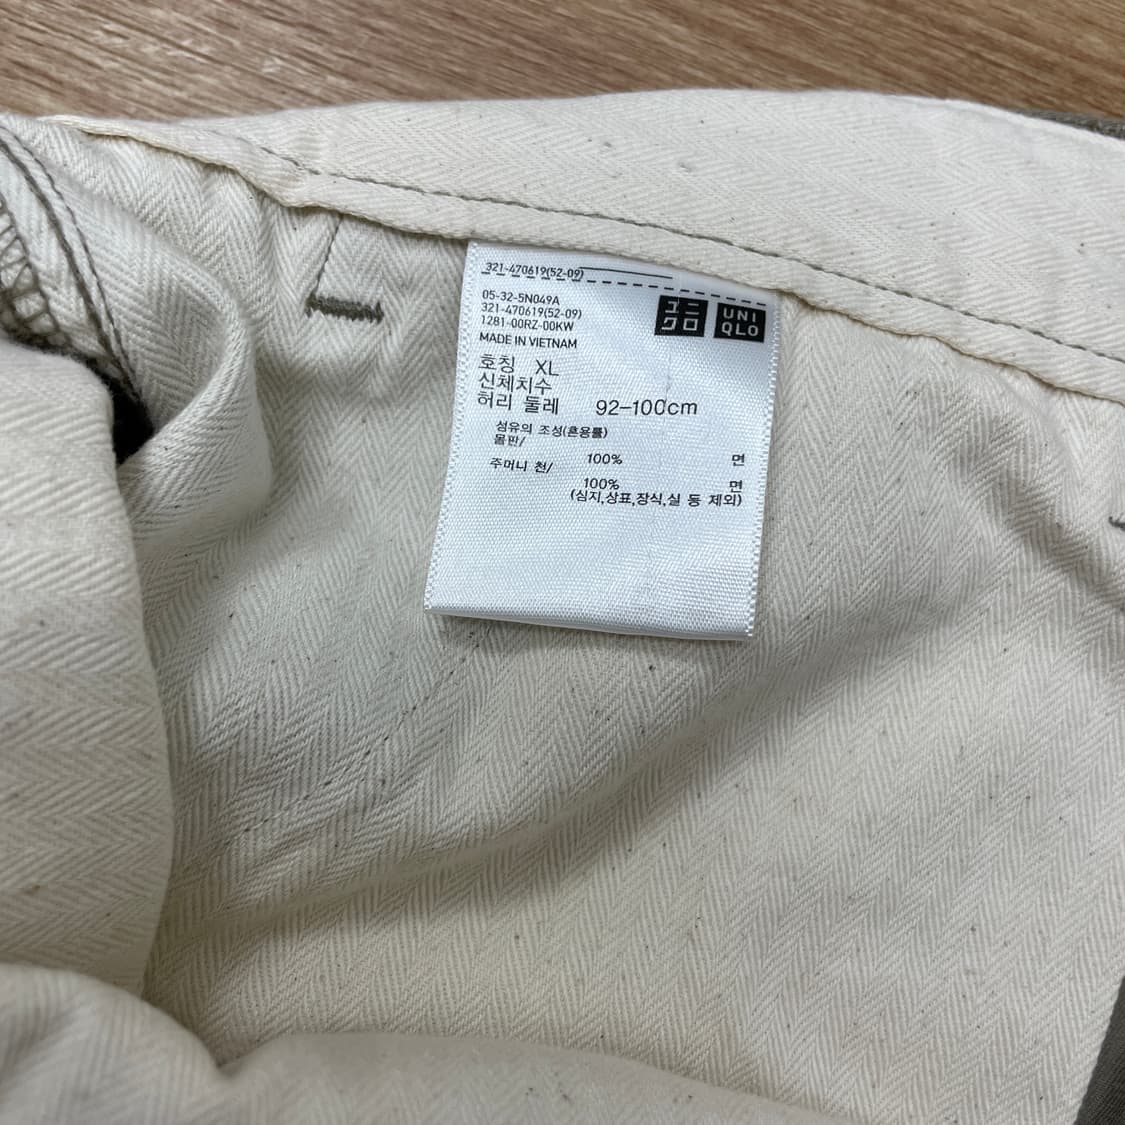 321-470619(52-09)
05-32-5N049A
321-470619(52-09)
1281-00RZ-00KW
MADE IN VIETNAM
ユニ
クロ
UNI
QLO
호칭 XL
신체치수
허리 둘레 92-100cm
섬유의 조성(혼용률)
몸판/
100% 면
주머니 천/
100% 면
(심지,상표,장식,실 등 제외)